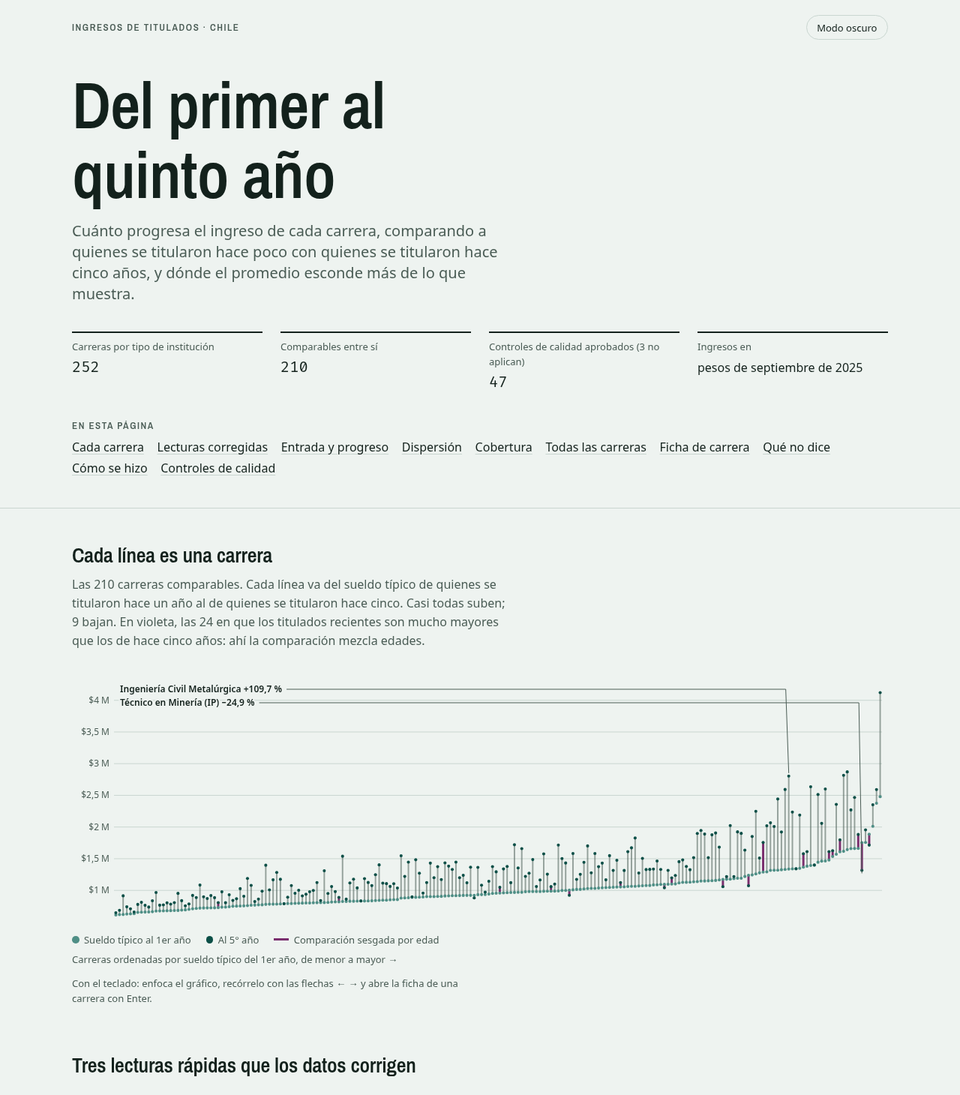 INGRESOS DE TITULADOS · CHILE
Modo oscuro
Del primer al
quinto año
Cuánto progresa el ingreso de cada carrera, comparando a
quienes se titularon hace poco con quienes se titularon hace
cinco años, y dónde el promedio esconde más de lo que
muestra.
Carreras por tipo de institución
252
Comparables entre sí
210
Controles de calidad aprobados (3 no
aplican)
47
Ingresos en
pesos de septiembre de 2025
EN ESTA PÁGINA
Cada carrera Lecturas corregidas Entrada y progreso Dispersión Cobertura Todas las carreras Ficha de carrera Qué no dice
Cómo se hizo Controles de calidad
Cada línea es una carrera
Las 210 carreras comparables. Cada línea va del sueldo típico de quienes se
titularon hace un año al de quienes se titularon hace cinco. Casi todas suben;
9 bajan. En violeta, las 24 en que los titulados recientes son mucho mayores
que los de hace cinco años: ahí la comparación mezcla edades.
Ingeniería Civil Metalúrgica +109,7 %
$4 M
Técnico en Minería (IP) −24,9 %
$3,5 M
$3 M
$2,5 M
$2 M
$1,5 M
$1 M
Sueldo típico al 1er año Al 5º año Comparación sesgada por edad
Carreras ordenadas por sueldo típico del 1er año, de menor a mayor →
Con el teclado: enfoca el gráfico, recórrelo con las flechas ← → y abre la ficha de una
carrera con Enter.
Tres lecturas rápidas que los datos corrigen